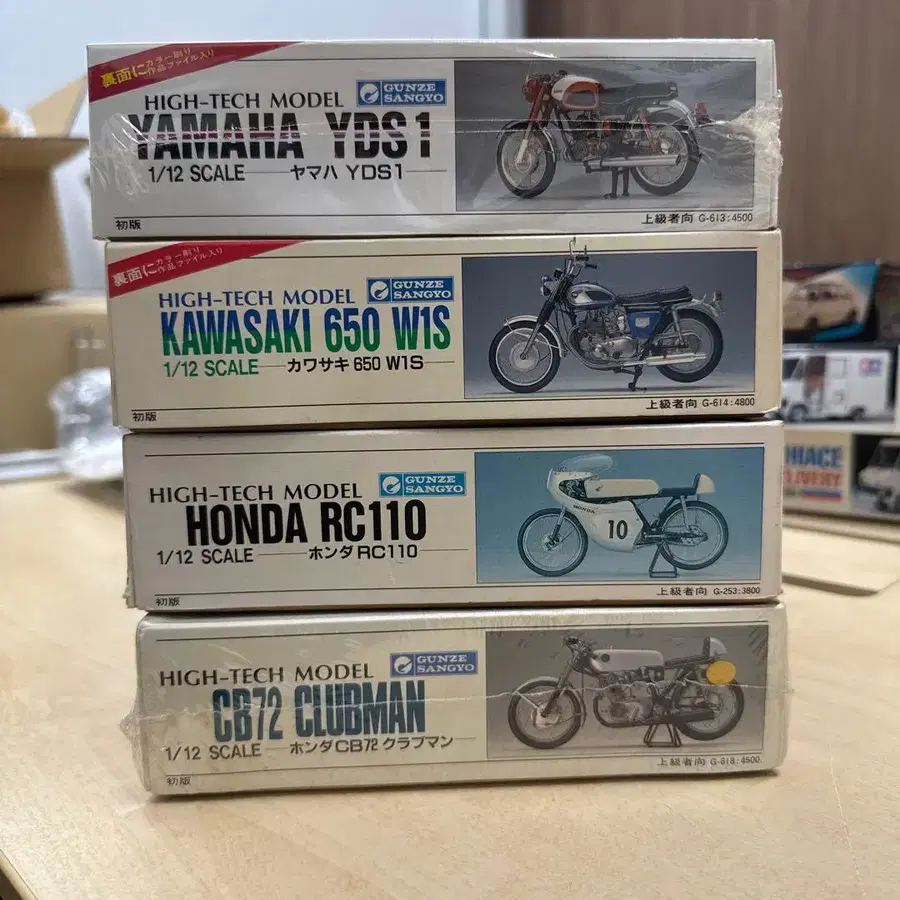 裏面にカラー刷り作品ファイル入り
HIGH-TECH MODEL GUNZE SANGYO
YAMAHA YDS1
1/12 SCALE ヤマハ YDS1
初版 上級者向 G-613:4500
裏面にカラー刷り作品ファイル入り
HIGH-TECH MODEL GUNZE SANGYO
KAWASAKI 650 W1S
1/12 SCALE カワサキ 650 W1S
初版 上級者向 G-614:4800
HIGH-TECH MODEL GUNZE SANGYO
HONDA RC110
1/12 SCALE ホンダ RC110
HONDA
10
初版 上級者向 G-253:3800
HIGH-TECH MODEL GUNZE SANGYO
CB72 CLUBMAN
1/12 SCALE ホンダCB72 クラブマン
初版 上級者向 G-618:4500
HIACE